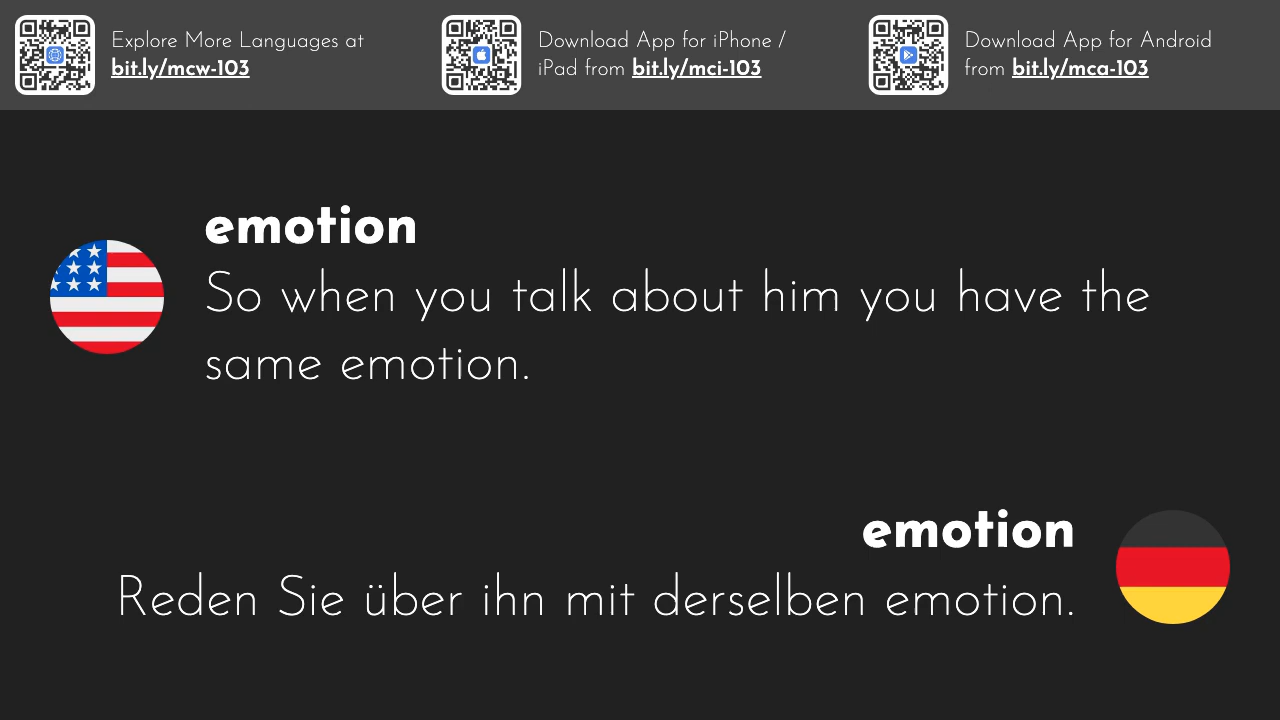 Explore More Languages at
bit.ly/mcw-103
Download App for iPhone /
iPad from bit.ly/mci-103
Download App for Android
from bit.ly/mca-103
emotion
So when you talk about him you have the
same emotion.
emotion
Reden Sie über ihn mit derselben emotion.